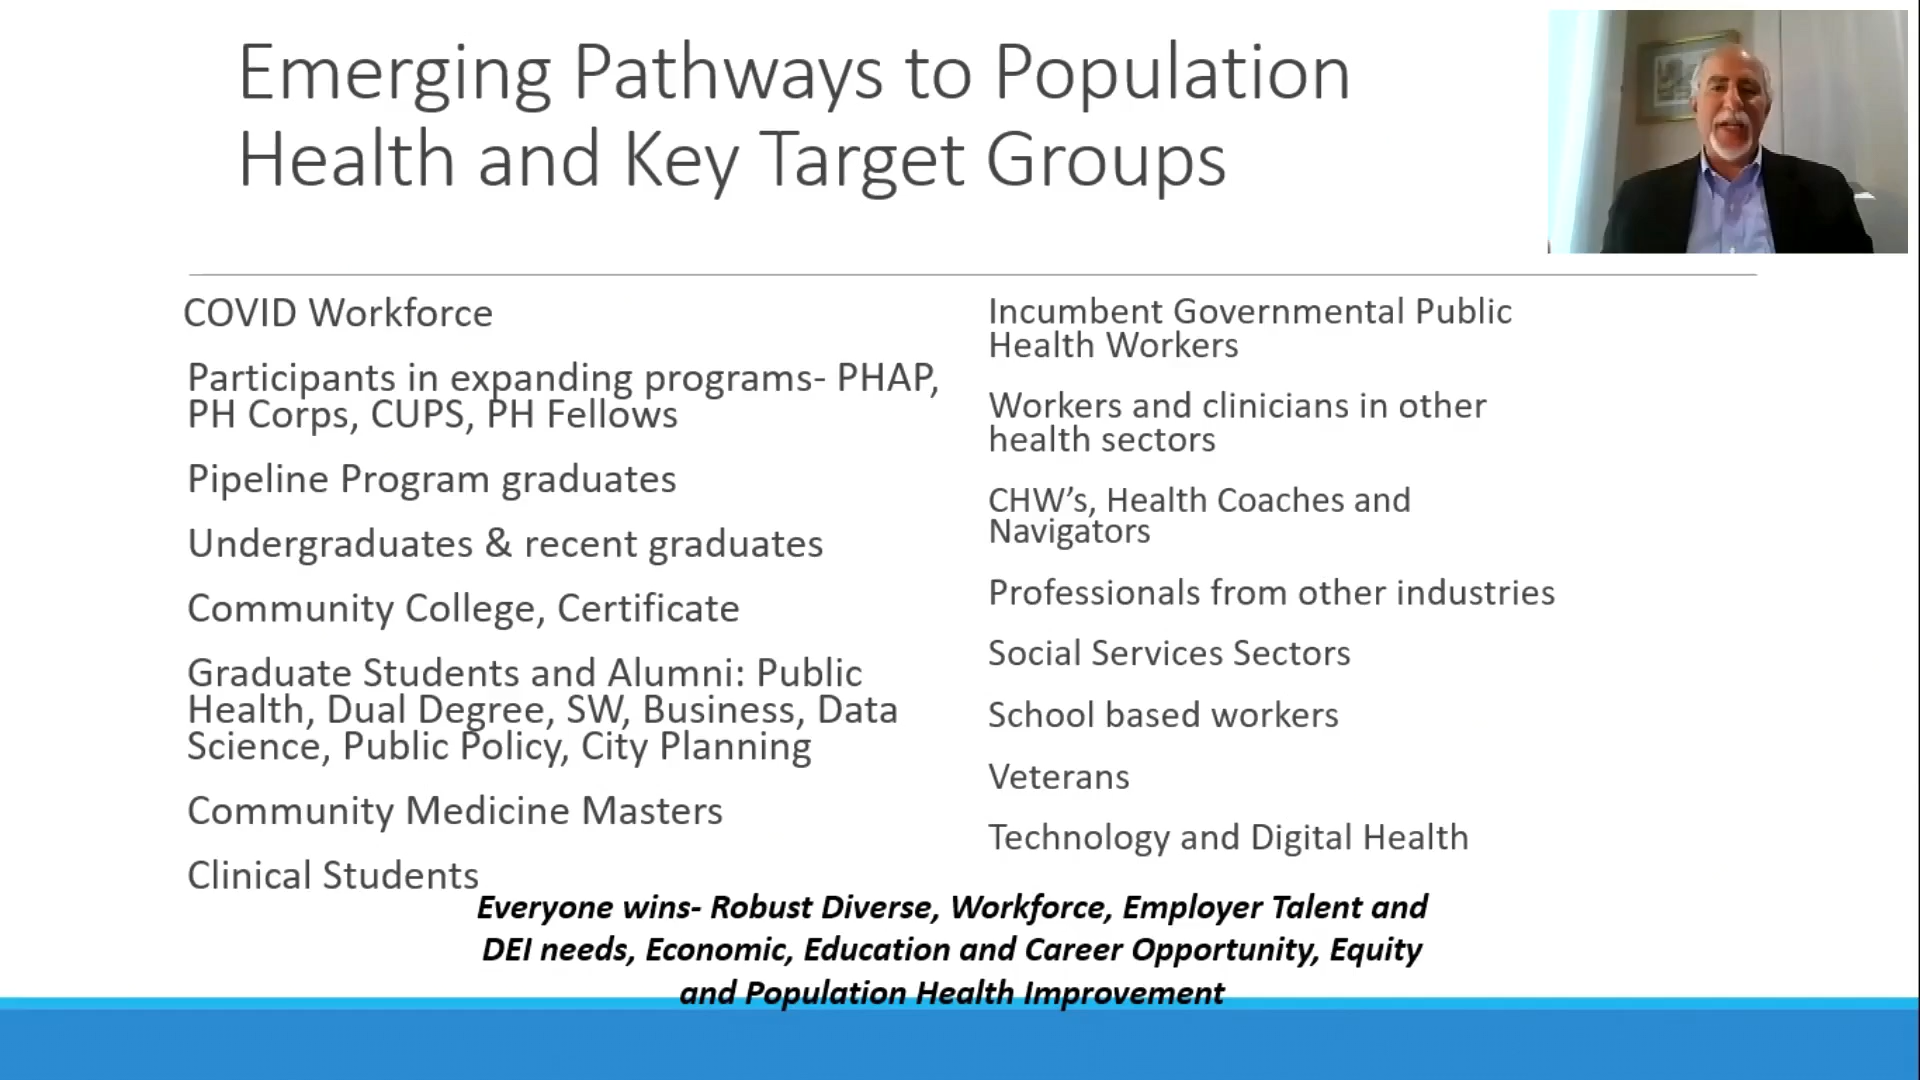 Emerging Pathways to Population
Health and Key Target Groups
COVID Workforce
Participants in expanding programs- PHAP,
PH Corps, CUPS, PH Fellows
Pipeline Program graduates
Undergraduates & recent graduates
Community College, Certificate
Graduate Students and Alumni: Public
Health, Dual Degree, SW, Business, Data
Science, Public Policy, City Planning
Community Medicine Masters
Clinical Students
Incumbent Governmental Public
Health Workers
Workers and clinicians in other
health sectors
CHW’s, Health Coaches and
Navigators
Professionals from other industries
Social Services Sectors
School based workers
Veterans
Technology and Digital Health
Everyone wins- Robust Diverse, Workforce, Employer Talent and
DEI needs, Economic, Education and Career Opportunity, Equity
and Population Health Improvement